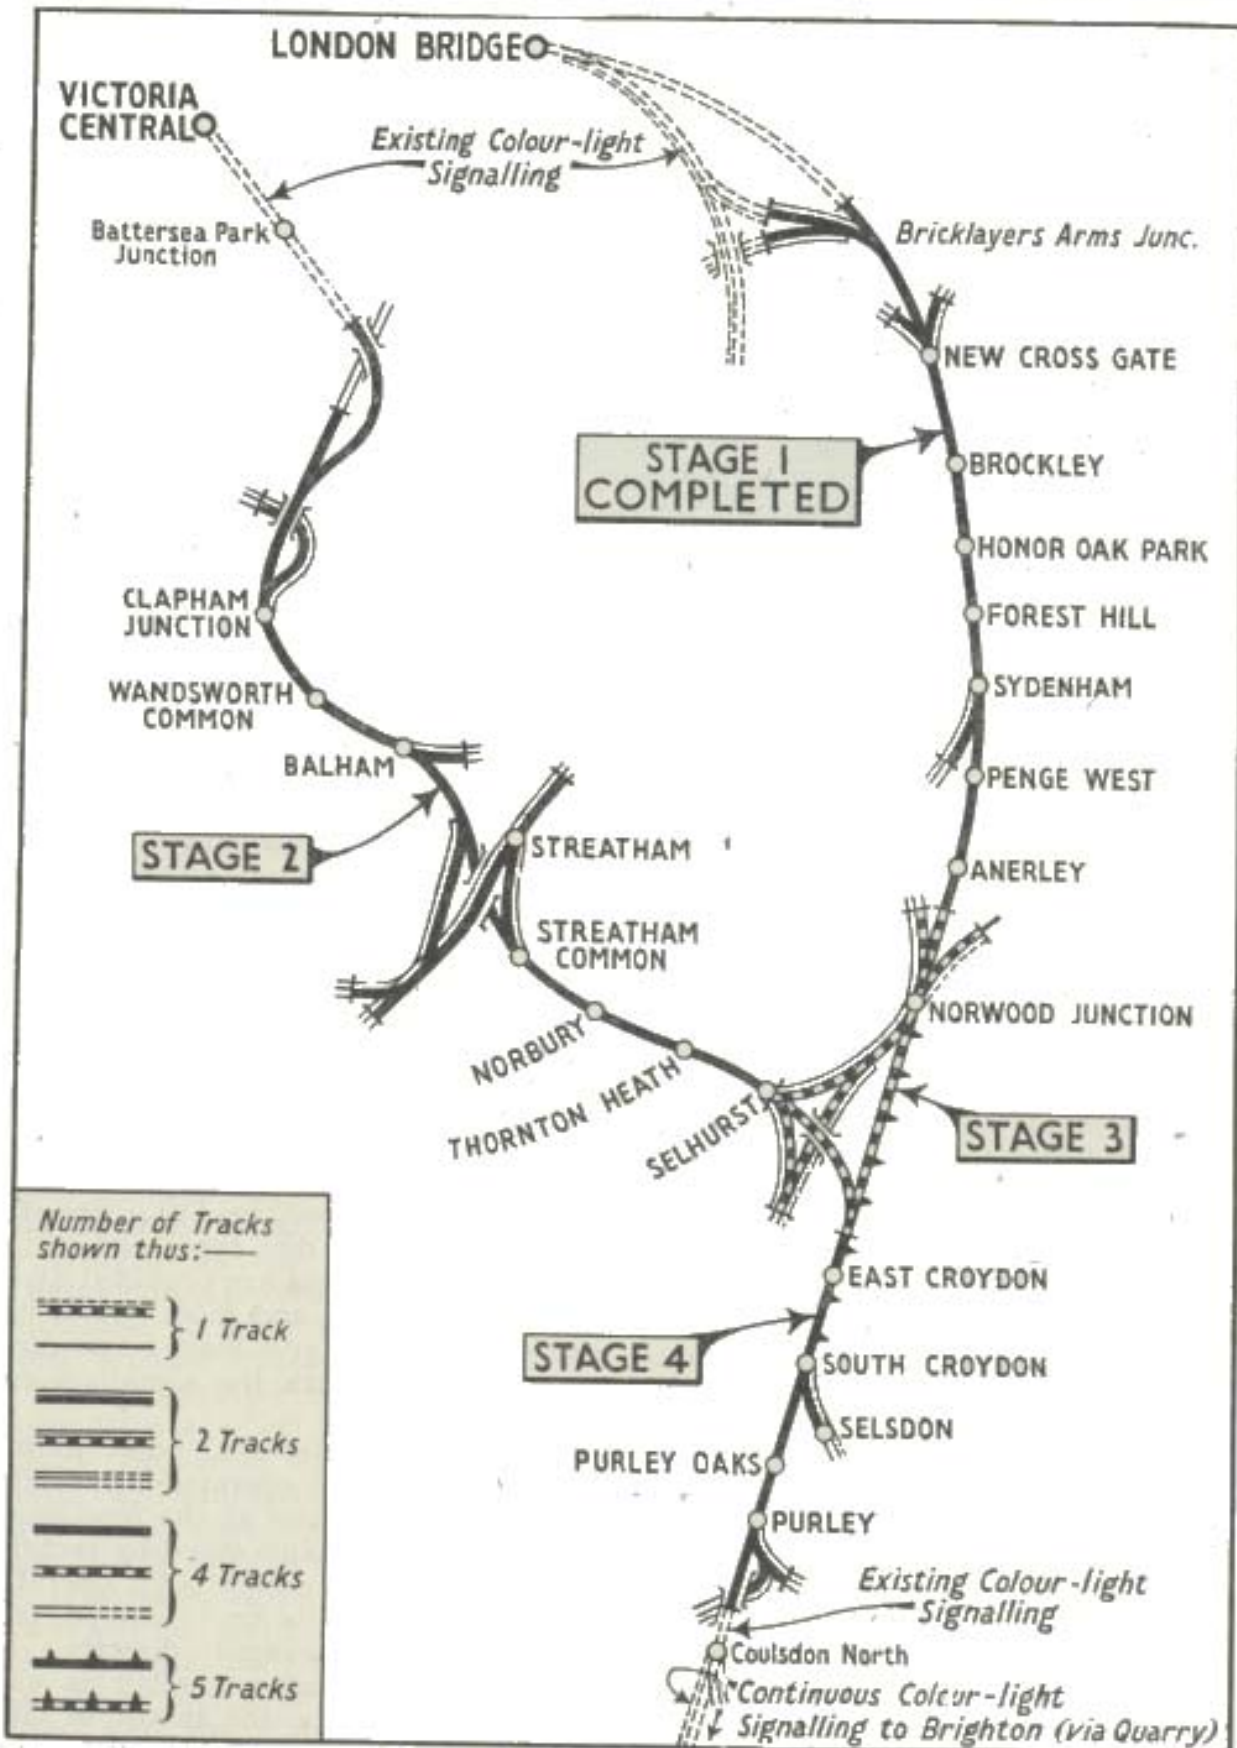 LONDON BRIDGE
VICTORIA
CENTRAL
Existing Colour-light
Signalling
Battersea Park
Junction
Bricklayers Arms Junc.
NEW CROSS GATE
STAGE 1
COMPLETED
BROCKLEY
HONOR OAK PARK
CLAPHAM
JUNCTION
FOREST HILL
WANDSWORTH
COMMON
SYDENHAM
BALHAM
PENGE WEST
STAGE 2
STREATHAM
ANERLEY
STREATHAM
COMMON
NORWOOD JUNCTION
NORBURY
THORNTON HEATH
SELHURST
STAGE 3
EAST CROYDON
STAGE 4
SOUTH CROYDON
SELSDON
PURLEY OAKS
PURLEY
Existing Colour-light
Signalling
Coulsdon North
Continuous Colour-light
Signalling to Brighton (via Quarry)
Number of Tracks
shown thus:—
1 Track
2 Tracks
4 Tracks
5 Tracks